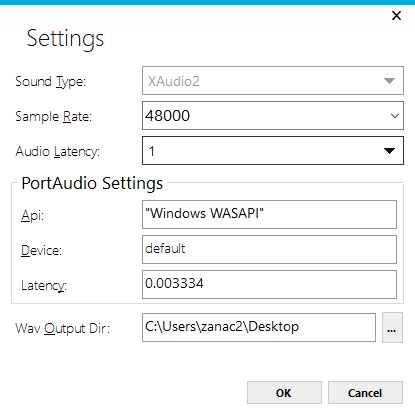 Settings
Sound Type: XAudio2
Sample Rate: 48000
Audio Latency: 1
PortAudio Settings
Api: "Windows WASAPI"
Device: default
Latency: 0.003334
Wav Output Dir: C:\Users\zanac2\Desktop ...
OK Cancel